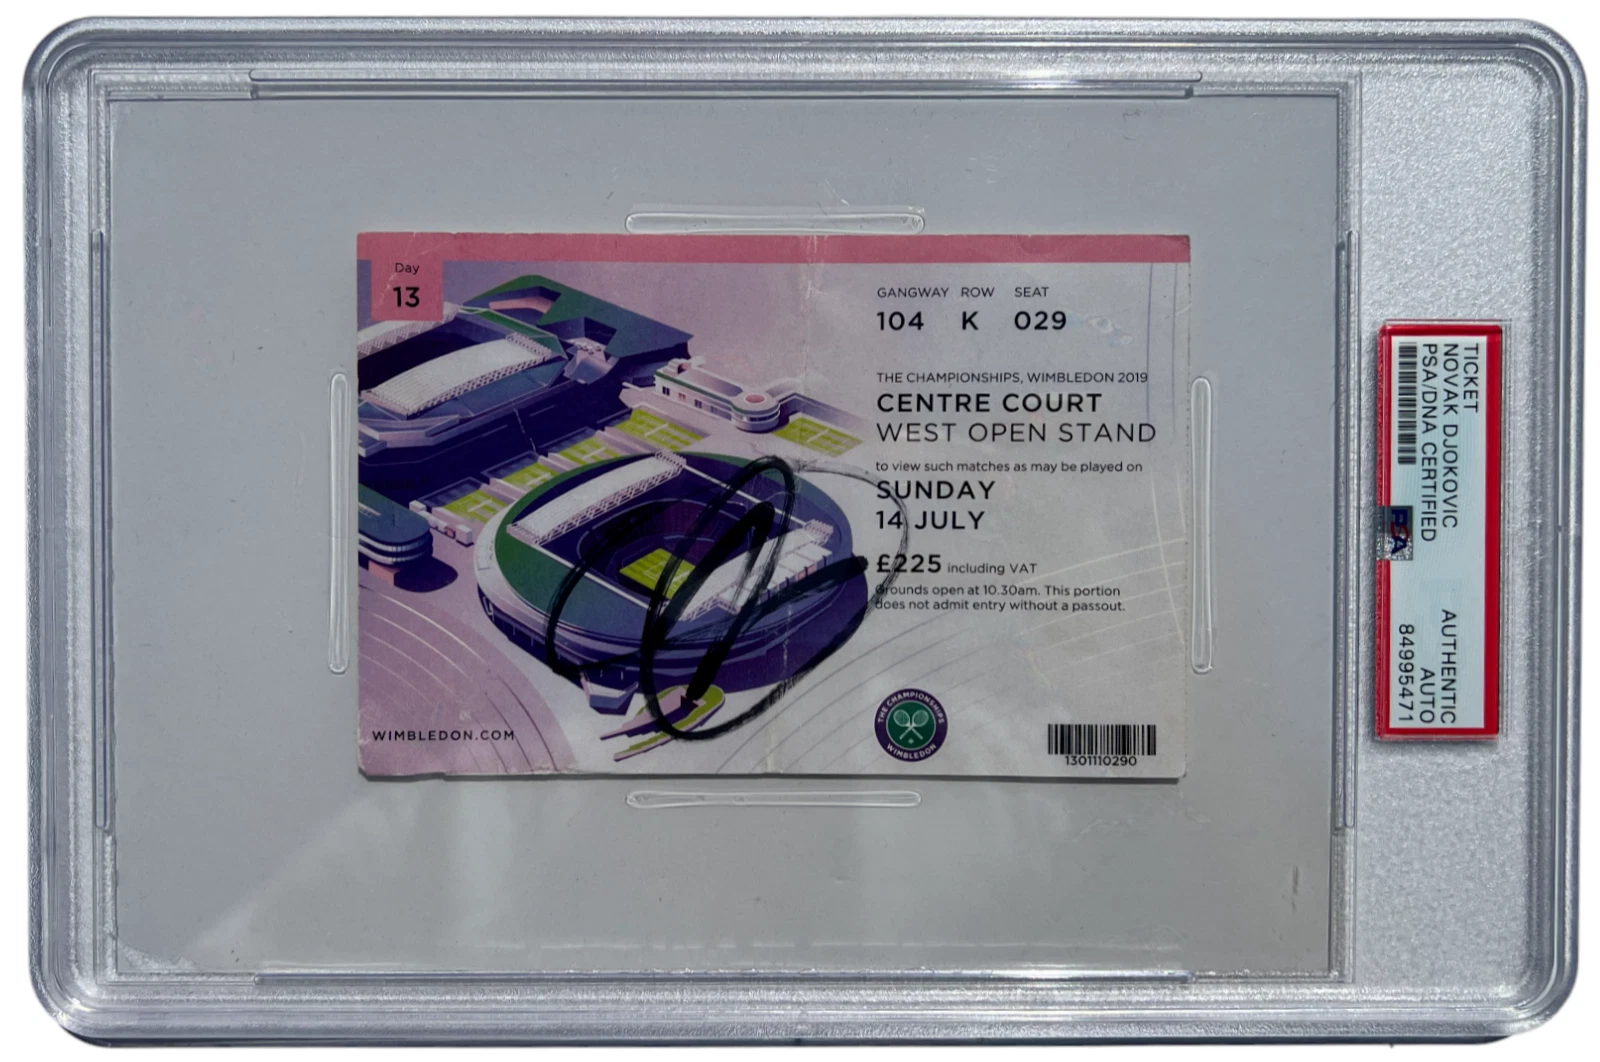 Day
13
GANGWAY ROW SEAT
104 K 029
THE CHAMPIONSHIPS, WIMBLEDON 2019
CENTRE COURT
WEST OPEN STAND
to view such matches as may be played on
SUNDAY
14 JULY
£225 including VAT
Grounds open at 10.30am. This portion
does not admit entry without a passout.
WIMBLEDON.COM
THE CHAMPIONSHIPS
WIMBLEDON
1301110290
TICKET
NOVAK DJOKOVIC
PSA/DNA CERTIFIED
PSA
AUTHENTIC
AUTO
84995471